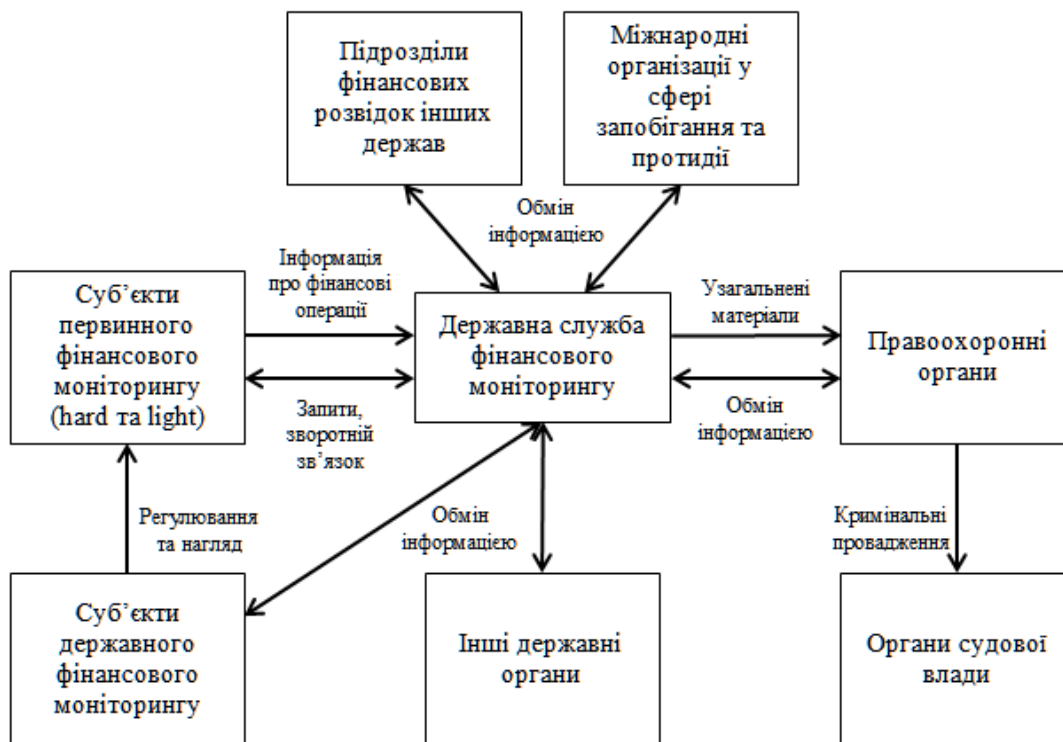 Підрозділи
фінансових
розвідок інших
держав
Міжнародні
організації у
сфері
запобігання та
протидії
Обмін
інформацією
Суб’єкти
первинного
фінансового
моніторингу
(hard та light)
Інформація
про фінансові
операції
Запити,
зворотній
зв’язок
Державна служба
фінансового
моніторингу
Узагальнені
матеріали
Обмін
інформацією
Правоохоронні
органи
Регулювання
та нагляд
Обмін
інформацією
Кримінальні
провадження
Суб’єкти
державного
фінансового
моніторингу
Інші державні
органи
Органи судової
влади